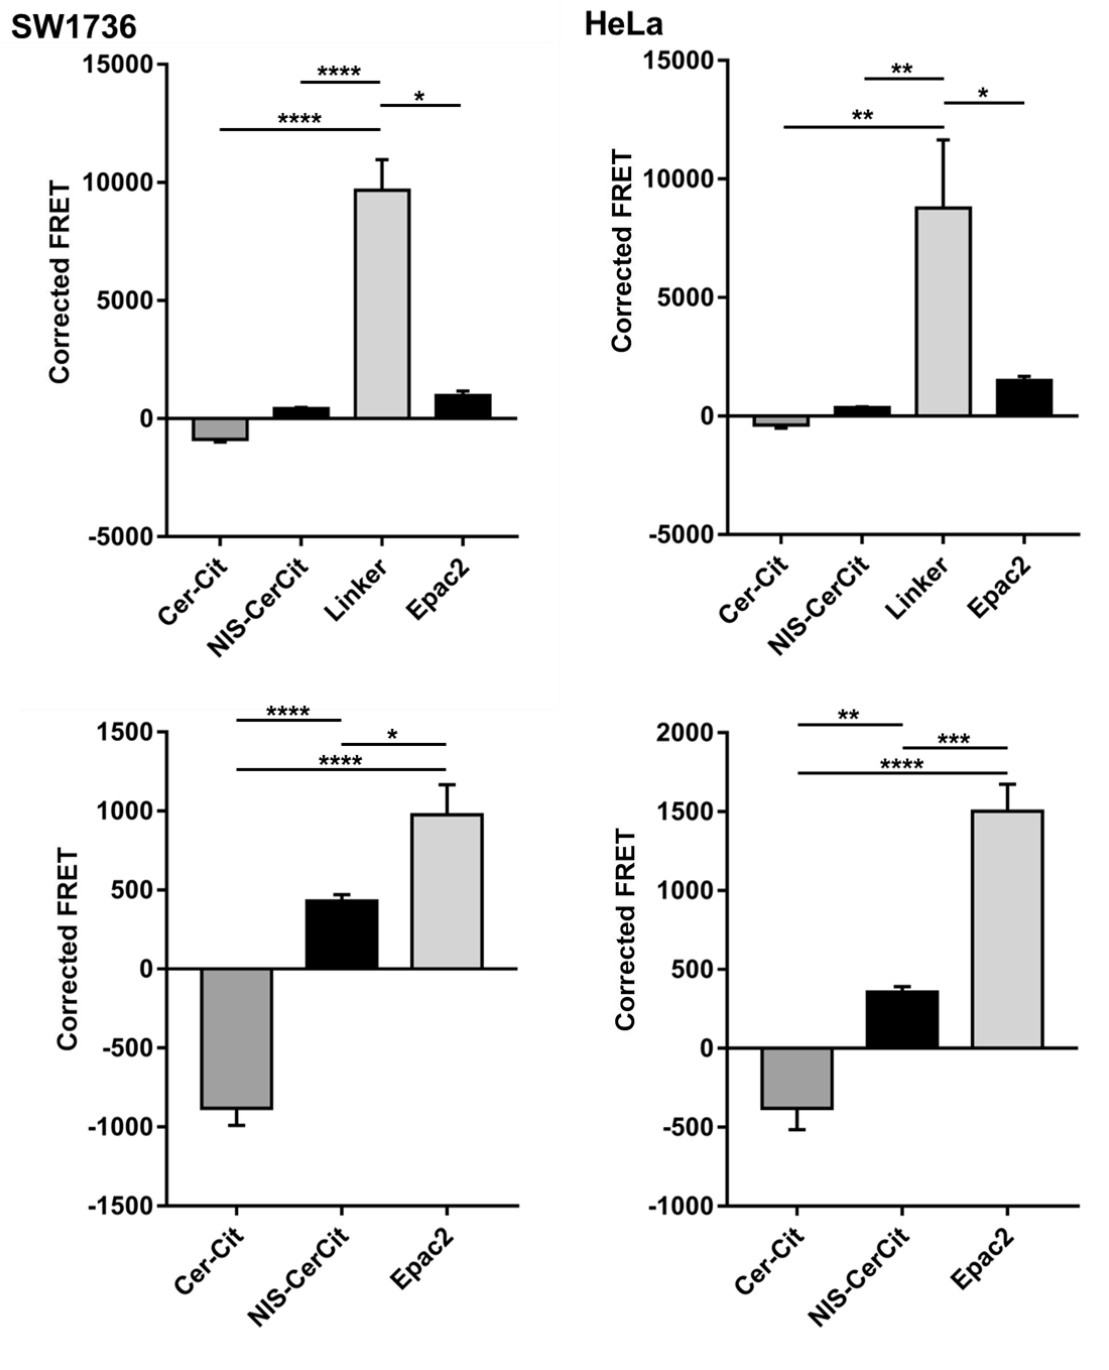 SW1736
HeLa
15000
10000
5000
0
-5000
Corrected FRET
****
*
****
Cer-Cit
NIS-CerCit
Linker
Epac2
15000
10000
5000
0
-5000
Corrected FRET
**
*
**
Cer-Cit
NIS-CerCit
Linker
Epac2
1500
1000
500
0
-500
-1000
-1500
Corrected FRET
****
*
****
Cer-Cit
NIS-CerCit
Epac2
2000
1500
1000
500
0
-500
-1000
Corrected FRET
**
***
****
Cer-Cit
NIS-CerCit
Epac2